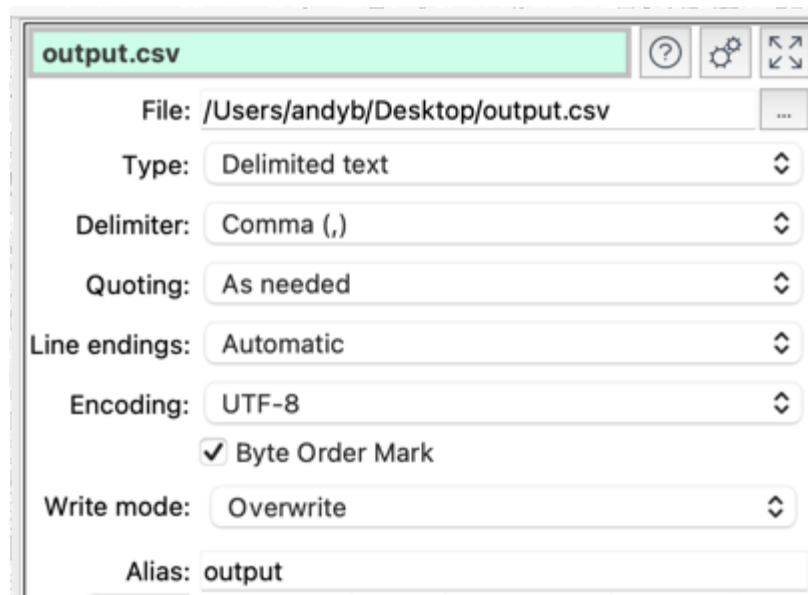 output.csv
File: /Users/andyb/Desktop/output.csv ...
Type: Delimited text
Delimiter: Comma (,)
Quoting: As needed
Line endings: Automatic
Encoding: UTF-8
Byte Order Mark
Write mode: Overwrite
Alias: output